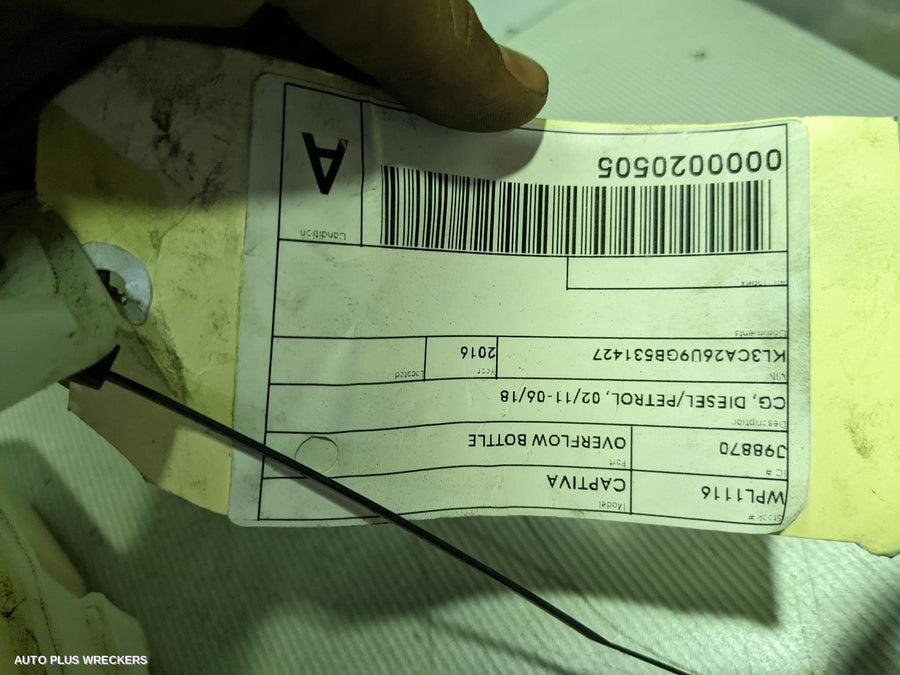 Stock #
WPL1116
Model
CAPTIVA
IC #
J98870
Part
OVERFLOW BOTTLE
Description
CG, DIESEL/PETROL, 02/11-06/18
VIN
KL3CA26U9GB531427
Year
2016
Located
Comments
Condition
A
0000020505
AUTO PLUS WRECKERS